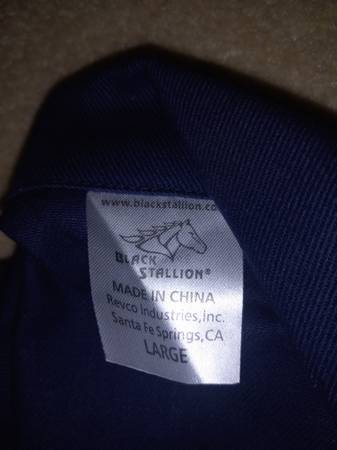 www.blackstallion.co
BLACK
STALLION®
MADE IN CHINA
Revco Industries,Inc.
Santa Fe Springs,CA
LARGE